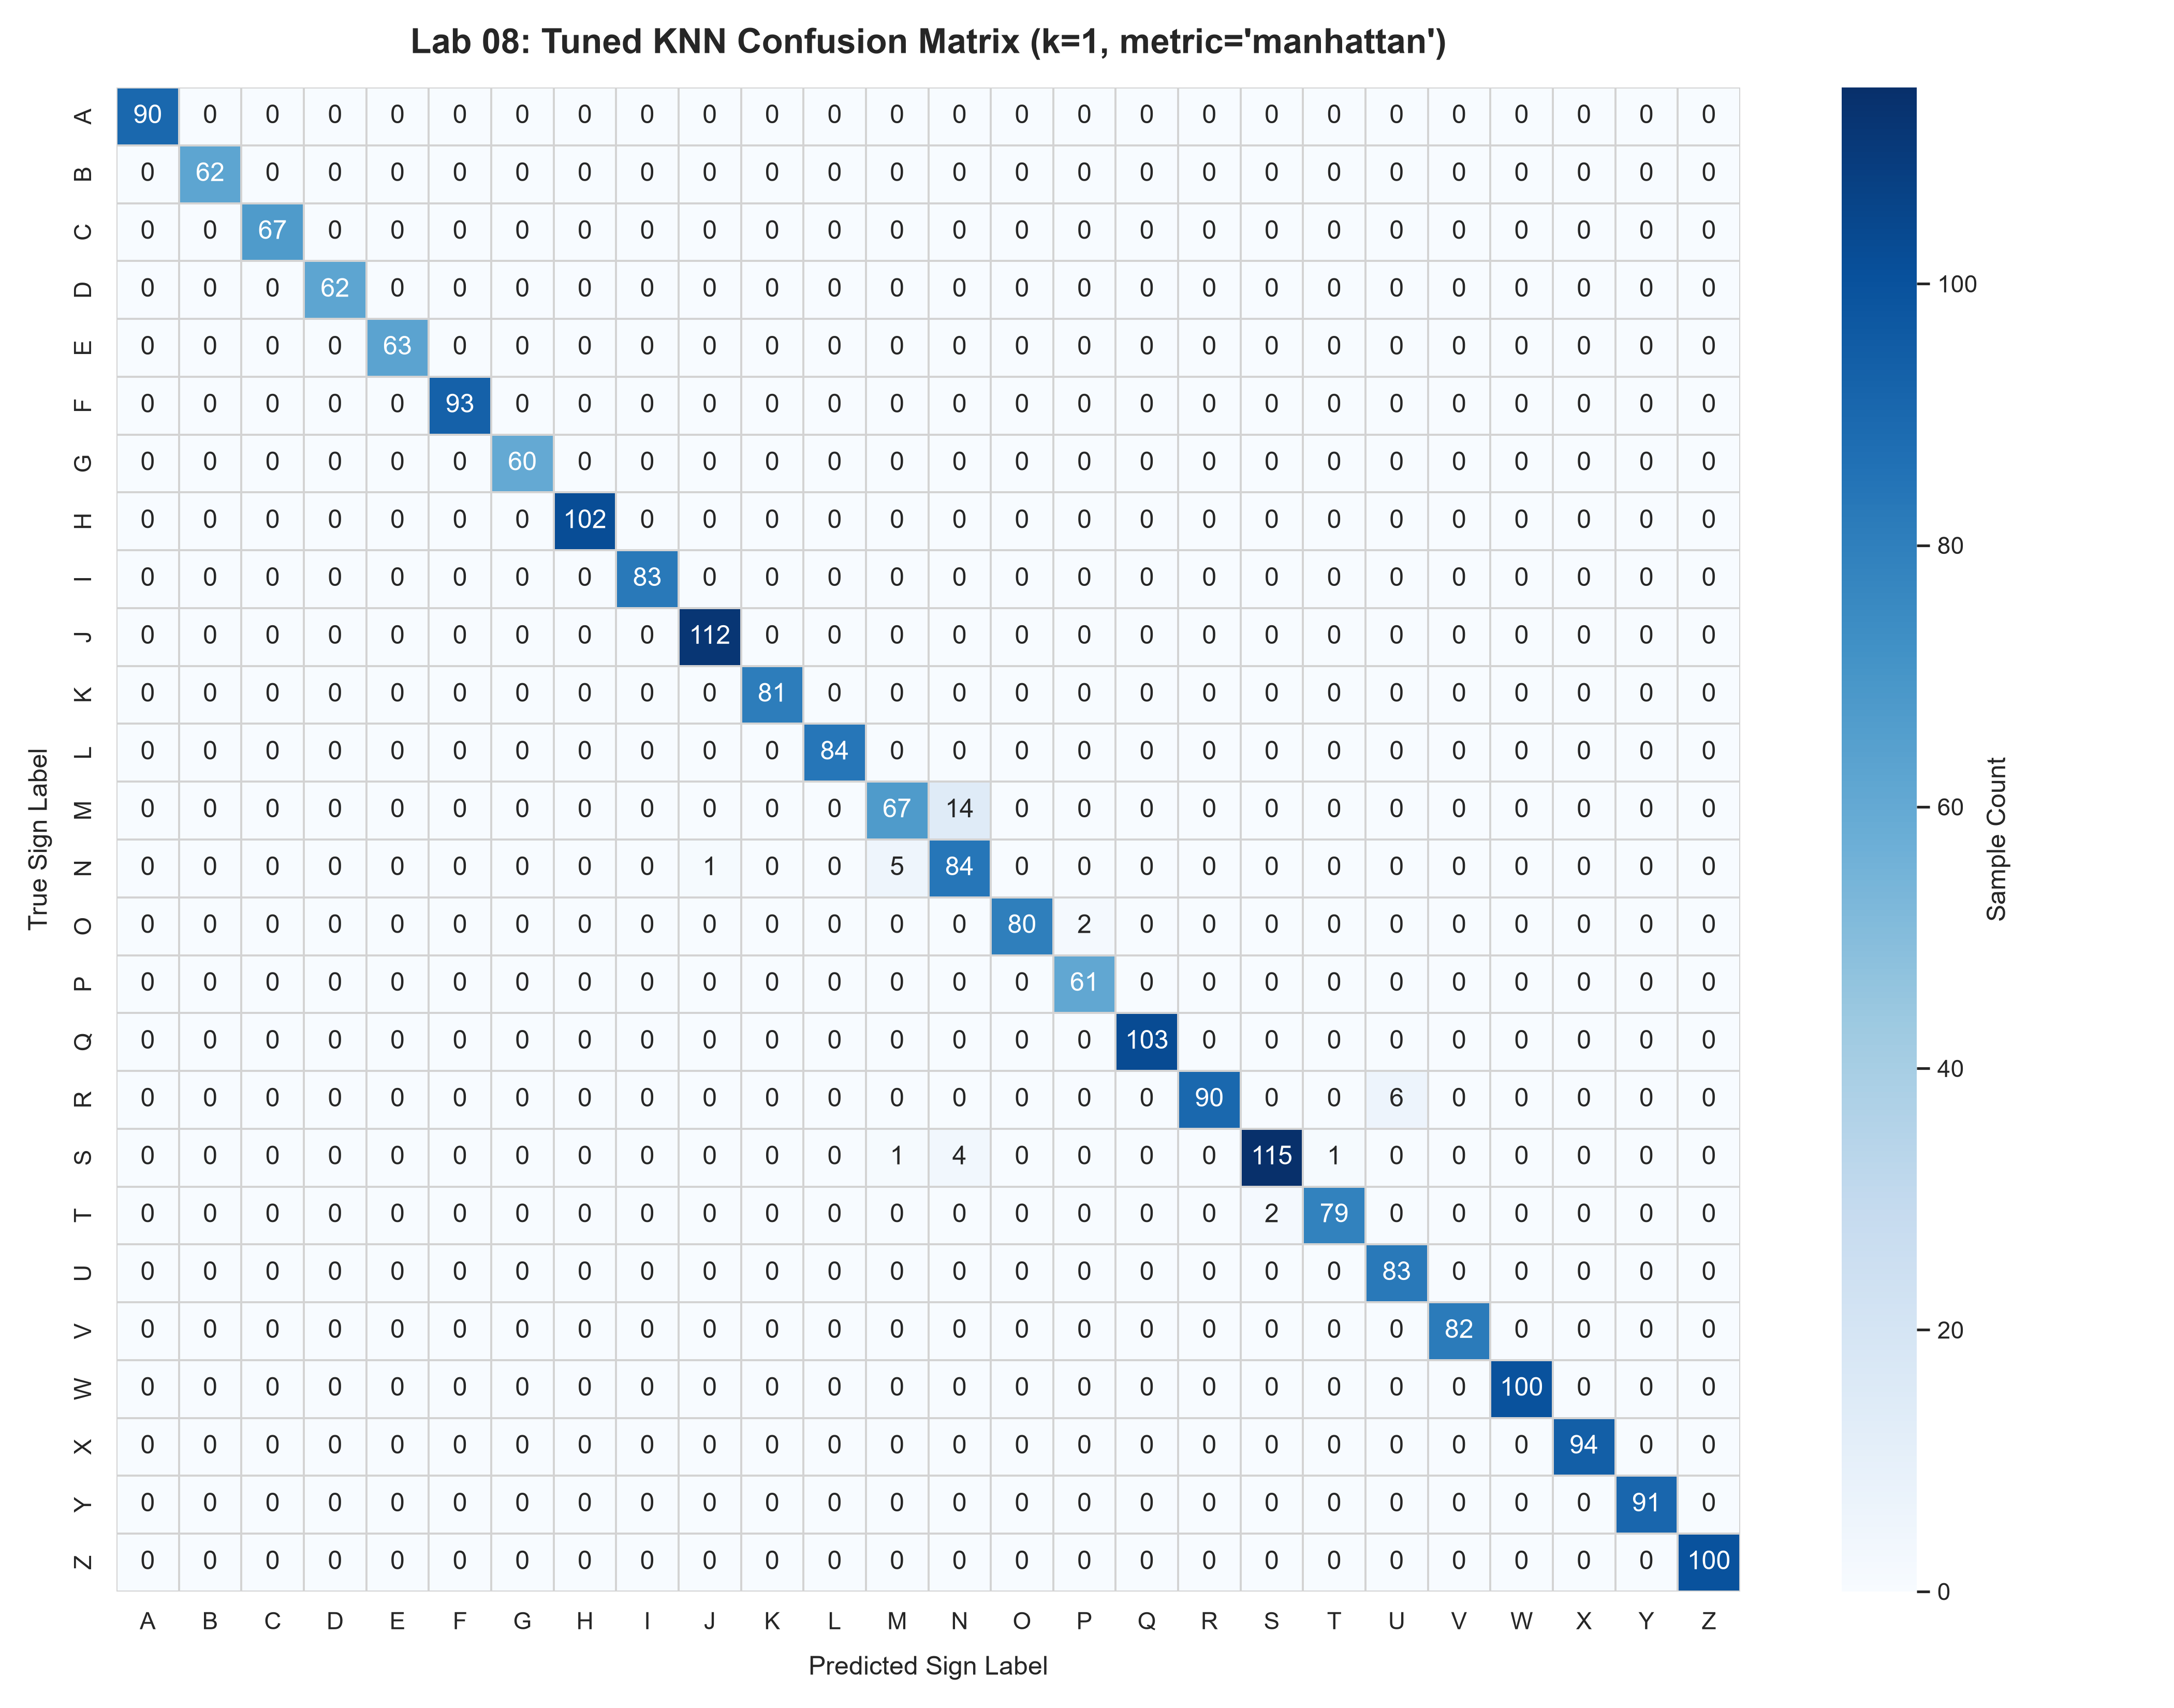 Lab 08: Tuned KNN Confusion Matrix (k=1, metric='manhattan')
A 90 0 0 0 0 0 0 0 0 0 0 0 0 0 0 0 0 0 0 0 0 0 0 0 0 0
B 0 62 0 0 0 0 0 0 0 0 0 0 0 0 0 0 0 0 0 0 0 0 0 0 0 0
C 0 0 67 0 0 0 0 0 0 0 0 0 0 0 0 0 0 0 0 0 0 0 0 0 0 0
D 0 0 0 62 0 0 0 0 0 0 0 0 0 0 0 0 0 0 0 0 0 0 0 0 0 0
E 0 0 0 0 63 0 0 0 0 0 0 0 0 0 0 0 0 0 0 0 0 0 0 0 0 0
F 0 0 0 0 0 93 0 0 0 0 0 0 0 0 0 0 0 0 0 0 0 0 0 0 0 0
G 0 0 0 0 0 0 60 0 0 0 0 0 0 0 0 0 0 0 0 0 0 0 0 0 0 0
H 0 0 0 0 0 0 0 102 0 0 0 0 0 0 0 0 0 0 0 0 0 0 0 0 0 0
I 0 0 0 0 0 0 0 0 83 0 0 0 0 0 0 0 0 0 0 0 0 0 0 0 0 0
J 0 0 0 0 0 0 0 0 0 112 0 0 0 0 0 0 0 0 0 0 0 0 0 0 0 0
K 0 0 0 0 0 0 0 0 0 0 81 0 0 0 0 0 0 0 0 0 0 0 0 0 0 0
L 0 0 0 0 0 0 0 0 0 0 0 84 0 0 0 0 0 0 0 0 0 0 0 0 0 0
M 0 0 0 0 0 0 0 0 0 0 0 0 67 14 0 0 0 0 0 0 0 0 0 0 0 0
N 0 0 0 0 0 0 0 0 0 1 0 0 5 84 0 0 0 0 0 0 0 0 0 0 0 0
O 0 0 0 0 0 0 0 0 0 0 0 0 0 0 80 2 0 0 0 0 0 0 0 0 0 0
P 0 0 0 0 0 0 0 0 0 0 0 0 0 0 0 61 0 0 0 0 0 0 0 0 0 0
Q 0 0 0 0 0 0 0 0 0 0 0 0 0 0 0 0 103 0 0 0 0 0 0 0 0 0
R 0 0 0 0 0 0 0 0 0 0 0 0 0 0 0 0 0 90 0 0 6 0 0 0 0 0
S 0 0 0 0 0 0 0 0 0 0 0 0 1 4 0 0 0 0 115 1 0 0 0 0 0 0
T 0 0 0 0 0 0 0 0 0 0 0 0 0 0 0 0 0 0 2 79 0 0 0 0 0 0
U 0 0 0 0 0 0 0 0 0 0 0 0 0 0 0 0 0 0 0 0 83 0 0 0 0 0
V 0 0 0 0 0 0 0 0 0 0 0 0 0 0 0 0 0 0 0 0 0 82 0 0 0 0
W 0 0 0 0 0 0 0 0 0 0 0 0 0 0 0 0 0 0 0 0 0 0 100 0 0 0
X 0 0 0 0 0 0 0 0 0 0 0 0 0 0 0 0 0 0 0 0 0 0 0 94 0 0
Y 0 0 0 0 0 0 0 0 0 0 0 0 0 0 0 0 0 0 0 0 0 0 0 0 91 0
Z 0 0 0 0 0 0 0 0 0 0 0 0 0 0 0 0 0 0 0 0 0 0 0 0 0 100
A B C D E F G H I J K L M N O P Q R S T U V W X Y Z
Predicted Sign Label
True Sign Label
100
80
60
40
20
0
Sample Count